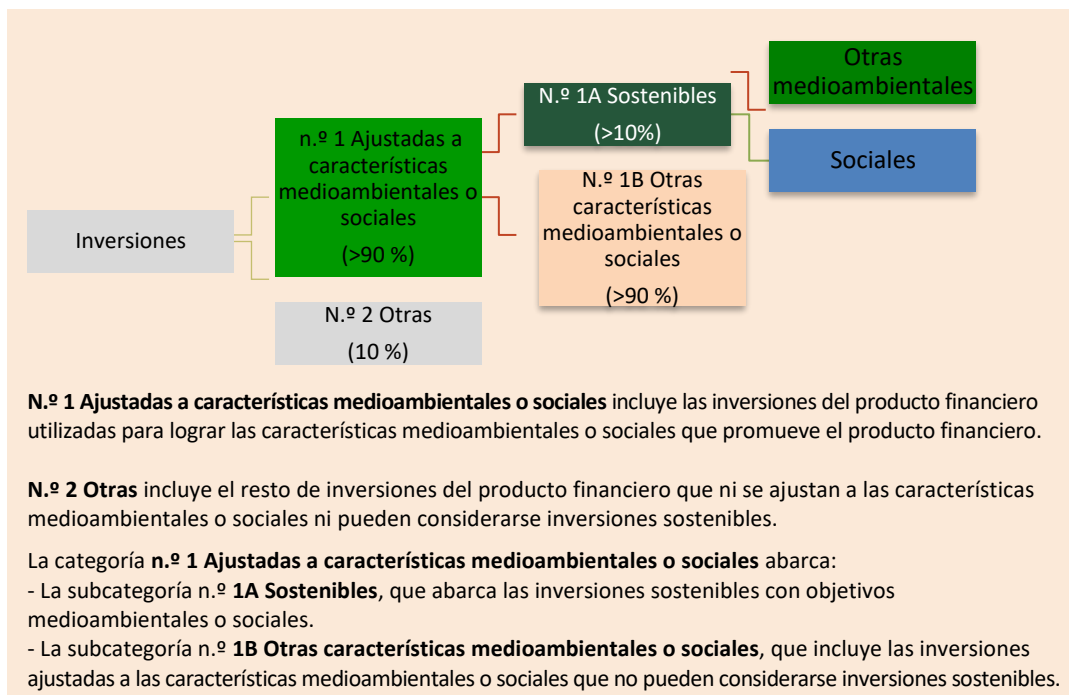 Otras
medioambientales
N.º 1A Sostenibles
(>10%)
Sociales
n.º 1 Ajustadas a
características
medioambientales o
sociales
(>90 %)
N.º 1B Otras
características
medioambientales o
sociales
(>90 %)
Inversiones
N.º 2 Otras
(10 %)
N.º 1 Ajustadas a características medioambientales o sociales incluye las inversiones del producto financiero
utilizadas para lograr las características medioambientales o sociales que promueve el producto financiero.
N.º 2 Otras incluye el resto de inversiones del producto financiero que ni se ajustan a las características
medioambientales o sociales ni pueden considerarse inversiones sostenibles.
La categoría n.º 1 Ajustadas a características medioambientales o sociales abarca:
- La subcategoría n.º 1A Sostenibles, que abarca las inversiones sostenibles con objetivos
medioambientales o sociales.
- La subcategoría n.º 1B Otras características medioambientales o sociales, que incluye las inversiones
ajustadas a las características medioambientales o sociales que no pueden considerarse inversiones sostenibles.